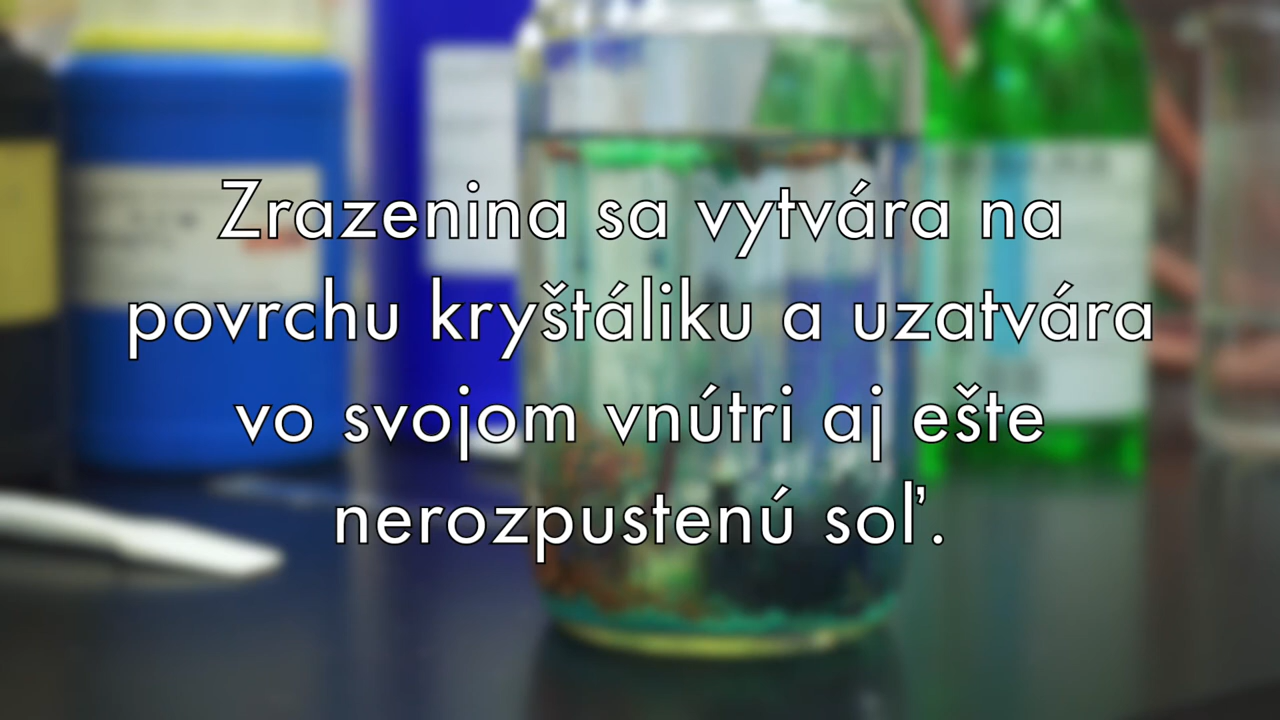 Zrazenina sa vytvára na
povrchu kryštáliku a uzatvára
vo svojom vnútri aj ešte
nerozpustenú soľ.